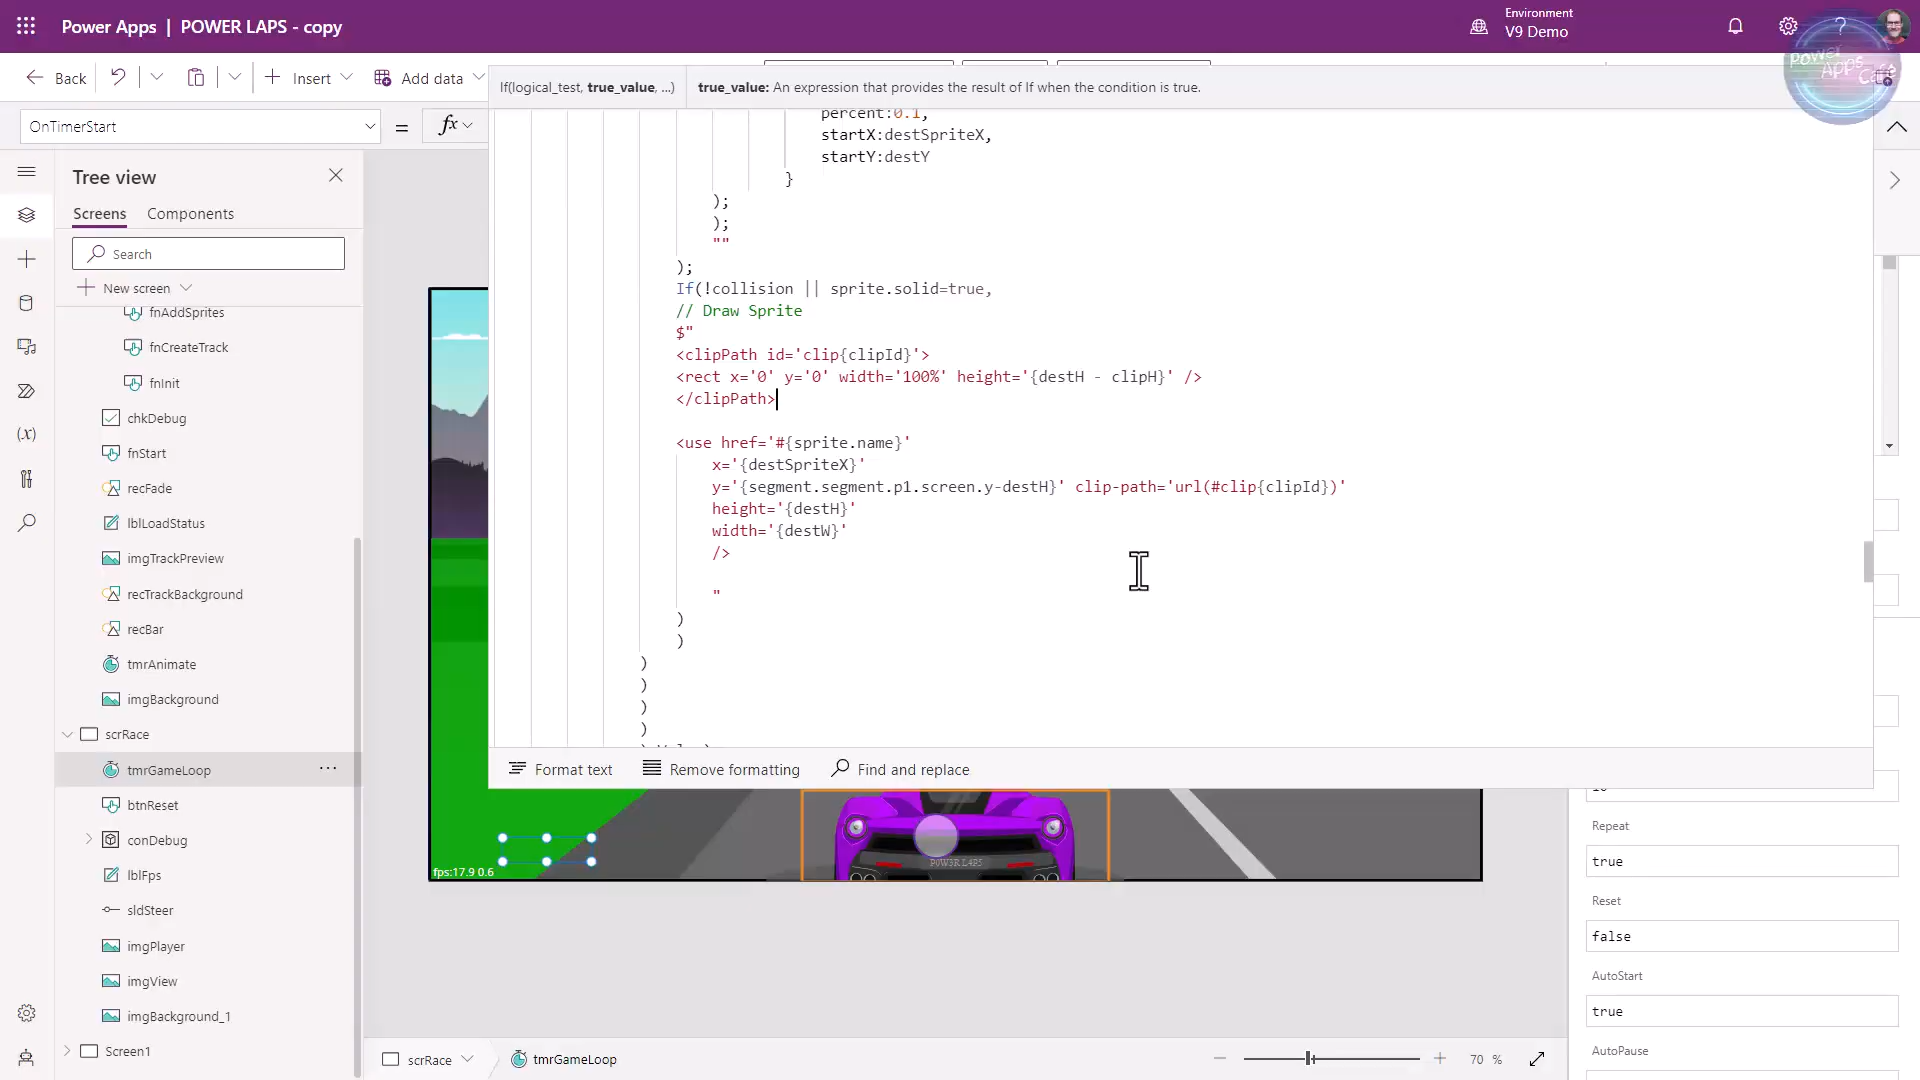 Power Apps | POWER LAPS - copy
Environment
V9 Demo
?
power
Apps
Back
Insert
Add data
If(logical_test, true_value, ...)
true_value: An expression that provides the result of If when the condition is true.
OnTimerStart
=
fx
Tree view
Screens
Components
Search
New screen
fnAddSprites
fnCreateTrack
fnInit
chkDebug
fnStart
recFade
lblLoadStatus
imgTrackPreview
recTrackBackground
recBar
tmrAnimate
imgBackground
scrRace
tmrGameLoop
...
btnReset
conDebug
lblFps
sldSteer
imgPlayer
imgView
imgBackground_1
Screen1
percent:0.1,
startX:destSpriteX,
startY:destY
}
);
);
""
);
If(!collision || sprite.solid=true,
// Draw Sprite
$"
<clipPath id='clip{clipId}'>
<rect x='0' y='0' width='100%' height='{destH - clipH}' />
</clipPath>
<use href='#{sprite.name}'
x='{destSpriteX}'
y='{segment.segment.p1.screen.y-destH}' clip-path='url(#clip{clipId})'
height='{destH}'
width='{destW}'
/>
"
)
)
)
)
)
)
Format text
Remove formatting
Find and replace
P0W3R L4P5
fps:17.9 0.6
Repeat
true
Reset
false
AutoStart
true
AutoPause
scrRace
tmrGameLoop
70 %